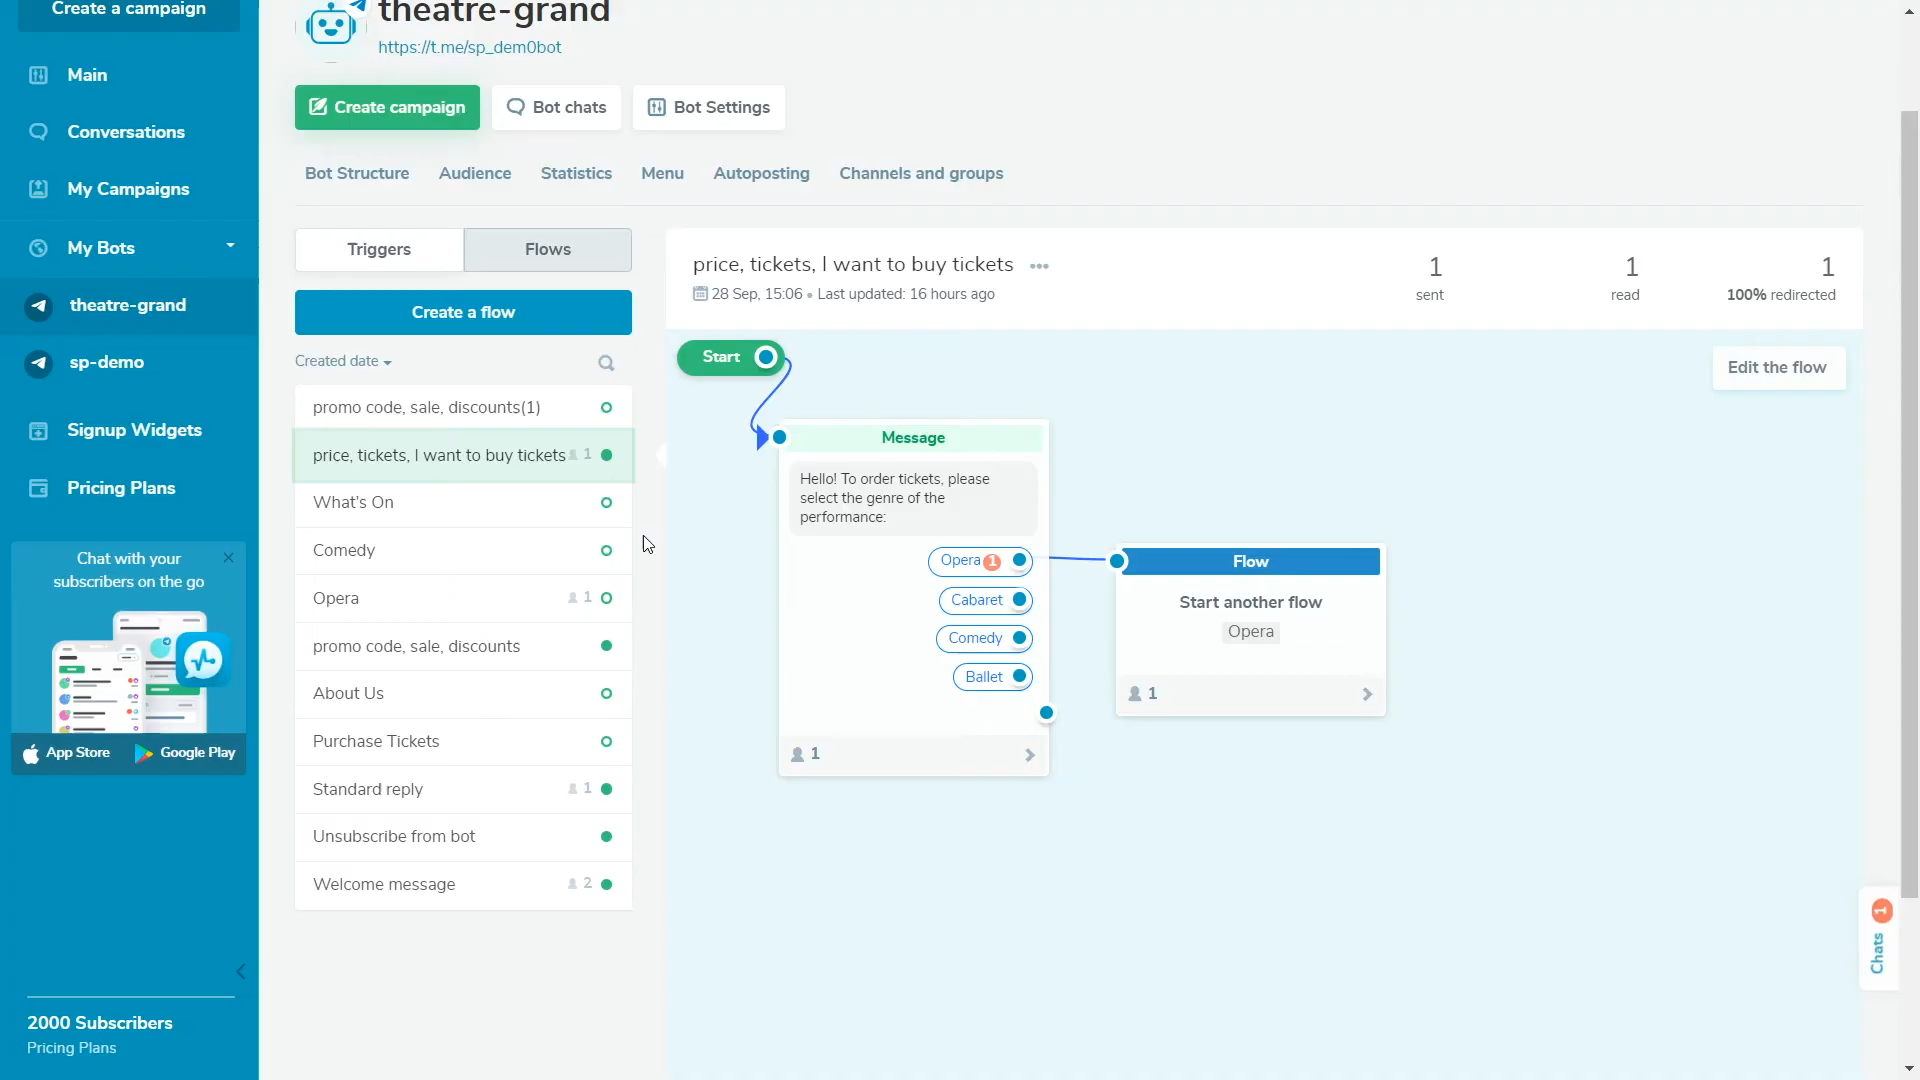 Create a campaign
Main
Conversations
My Campaigns
My Bots
theatre-grand
sp-demo
Signup Widgets
Pricing Plans
Chat with your
subscribers on the go
App Store
Google Play
2000 Subscribers
Pricing Plans
theatre-grand
https://t.me/sp_dem0bot
Create campaign
Bot chats
Bot Settings
Bot Structure
Audience
Statistics
Menu
Autoposting
Channels and groups
Triggers
Flows
Create a flow
Created date
promo code, sale, discounts(1)
price, tickets, I want to buy tickets 1
What's On
Comedy
Opera 1
promo code, sale, discounts
About Us
Purchase Tickets
Standard reply 1
Unsubscribe from bot
Welcome message 2
price, tickets, I want to buy tickets
28 Sep, 15:06 • Last updated: 16 hours ago
1
sent
1
read
1
100% redirected
Start
Edit the flow
Message
Hello! To order tickets, please
select the genre of the
performance:
Opera 1
Cabaret
Comedy
Ballet
1
Flow
Start another flow
Opera
1
Chats 1